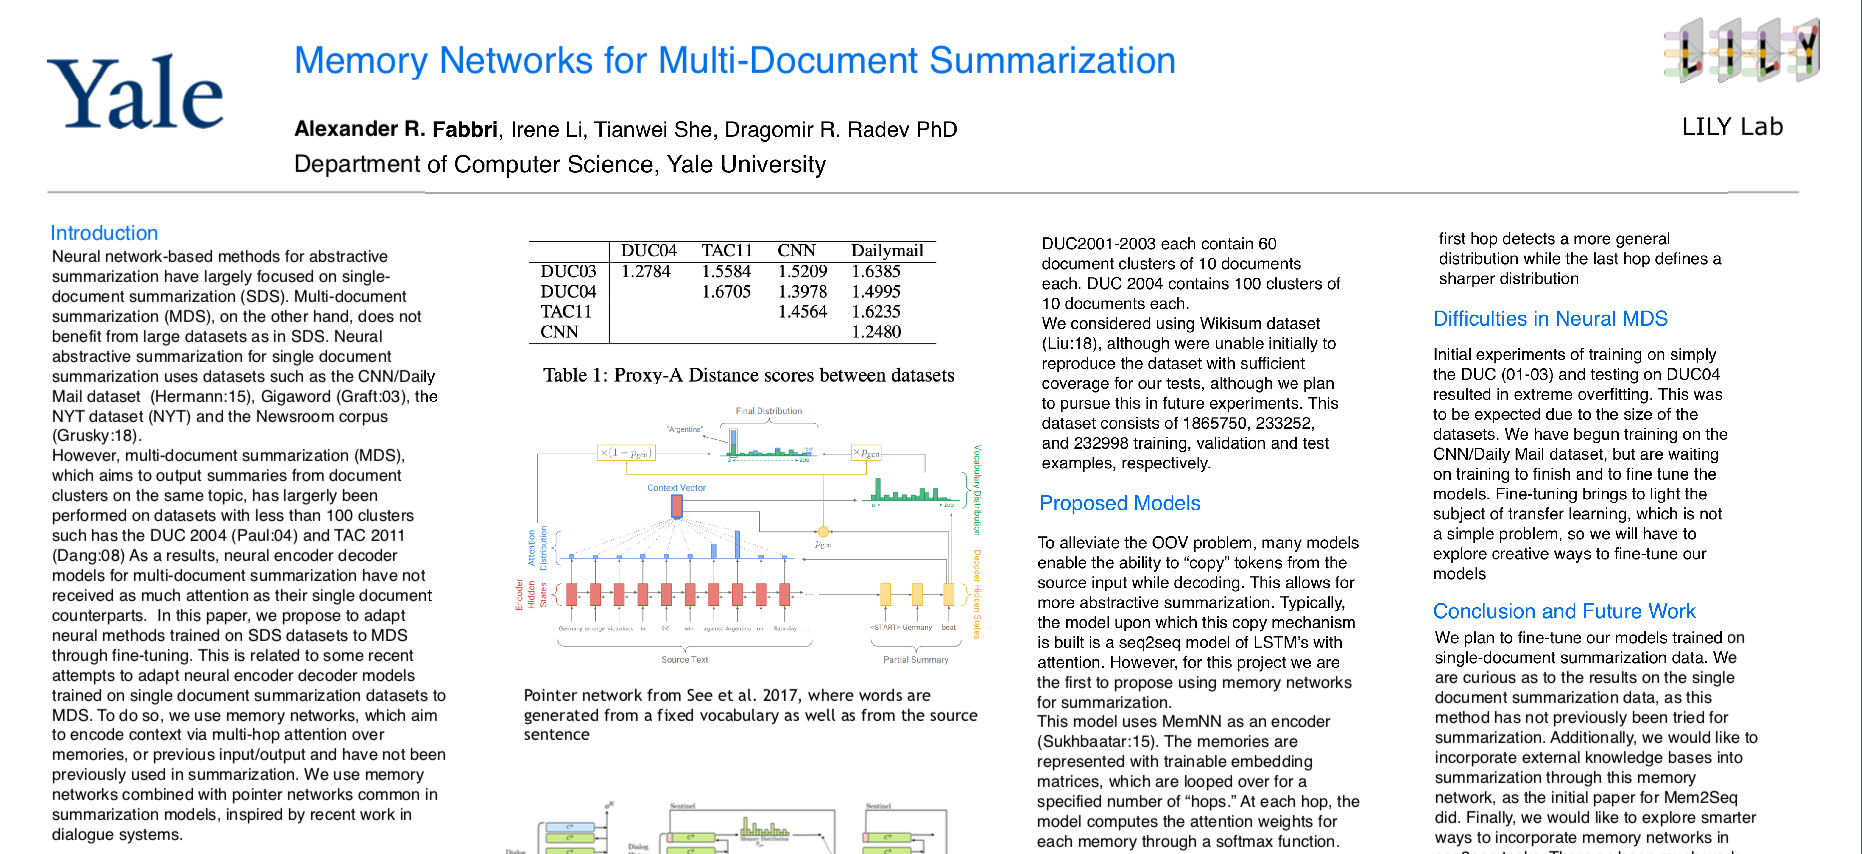 Yale
Memory Networks for Multi-Document Summarization
Alexander R. Fabbri, Irene Li, Tianwei She, Dragomir R. Radev PhD
Department of Computer Science, Yale University
LILY
LILY Lab
Introduction
Neural network-based methods for abstractive
summarization have largely focused on single-
document summarization (SDS). Multi-document
summarization (MDS), on the other hand, does not
benefit from large datasets as in SDS. Neural
abstractive summarization for single document
summarization uses datasets such as the CNN/Daily
Mail dataset  (Hermann:15), Gigaword (Graft:03), the
NYT dataset (NYT) and the Newsroom corpus
(Grusky:18).
However, multi-document summarization (MDS),
which aims to output summaries from document
clusters on the same topic, has largerly been
performed on datasets with less than 100 clusters
such has the DUC 2004 (Paul:04) and TAC 2011
(Dang:08) As a results, neural encoder decoder
models for multi-document summarization have not
received as much attention as their single document
counterparts.  In this paper, we propose to adapt
neural methods trained on SDS datasets to MDS
through fine-tuning. This is related to some recent
attempts to adapt neural encoder decoder models
trained on single document summarization datasets to
MDS. To do so, we use memory networks, which aim
to encode context via multi-hop attention over
memories, or previous input/output and have not been
previously used in summarization. We use memory
networks combined with pointer networks common in
summarization models, inspired by recent work in
dialogue systems.
DUC04 TAC11 CNN Dailymail
DUC03 1.2784 1.5584 1.5209 1.6385
DUC04 1.6705 1.3978 1.4995
TAC11 1.4564 1.6235
CNN 1.2480
Table 1: Proxy-A Distance scores between datasets
Final Distribution
"Argentina"
×(1 − pgen)
×pgen
a
zoo
Context Vector
Vocabulary Distribution
a
zoo
Attention
Distribution
pgen
Encoder
Hidden
States
Decoder Hidden States
Germany emerge victorious in 2-0 win against Argentina on Saturday ...
<START> Germany beat
Source Text
Partial Summary
Pointer network from See et al. 2017, where words are
generated from a fixed vocabulary as well as from the source
sentence
Sentinel
Sentinel
Dialog
Dialog
DUC2001-2003 each contain 60
document clusters of 10 documents
each. DUC 2004 contains 100 clusters of
10 documents each.
We considered using Wikisum dataset
(Liu:18), although were unable initially to
reproduce the dataset with sufficient
coverage for our tests, although we plan
to pursue this in future experiments. This
dataset consists of 1865750, 233252,
and 232998 training, validation and test
examples, respectively.
Proposed Models
To alleviate the OOV problem, many models
enable the ability to “copy” tokens from the
source input while decoding. This allows for
more abstractive summarization. Typically,
the model upon which this copy mechanism
is built is a seq2seq model of LSTM’s with
attention. However, for this project we are
the first to propose using memory networks
for summarization.
This model uses MemNN as an encoder
(Sukhbaatar:15). The memories are
represented with trainable embedding
matrices, which are looped over for a
specified number of “hops.” At each hop, the
model computes the attention weights for
each memory through a softmax function.
first hop detects a more general
distribution while the last hop defines a
sharper distribution
Difficulties in Neural MDS
Initial experiments of training on simply
the DUC (01-03) and testing on DUC04
resulted in extreme overfitting. This was
to be expected due to the size of the
datasets. We have begun training on the
CNN/Daily Mail dataset, but are waiting
on training to finish and to fine tune the
models. Fine-tuning brings to light the
subject of transfer learning, which is not
a simple problem, so we will have to
explore creative ways to fine-tune our
models
Conclusion and Future Work
We plan to fine-tune our models trained on
single-document summarization data. We
are curious as to the results on the single
document summarization data, as this
method has not previously been tried for
summarization. Additionally, we would like to
incorporate external knowledge bases into
summarization through this memory
network, as the initial paper for Mem2Seq
did. Finally, we would like to explore smarter
ways to incorporate memory networks in